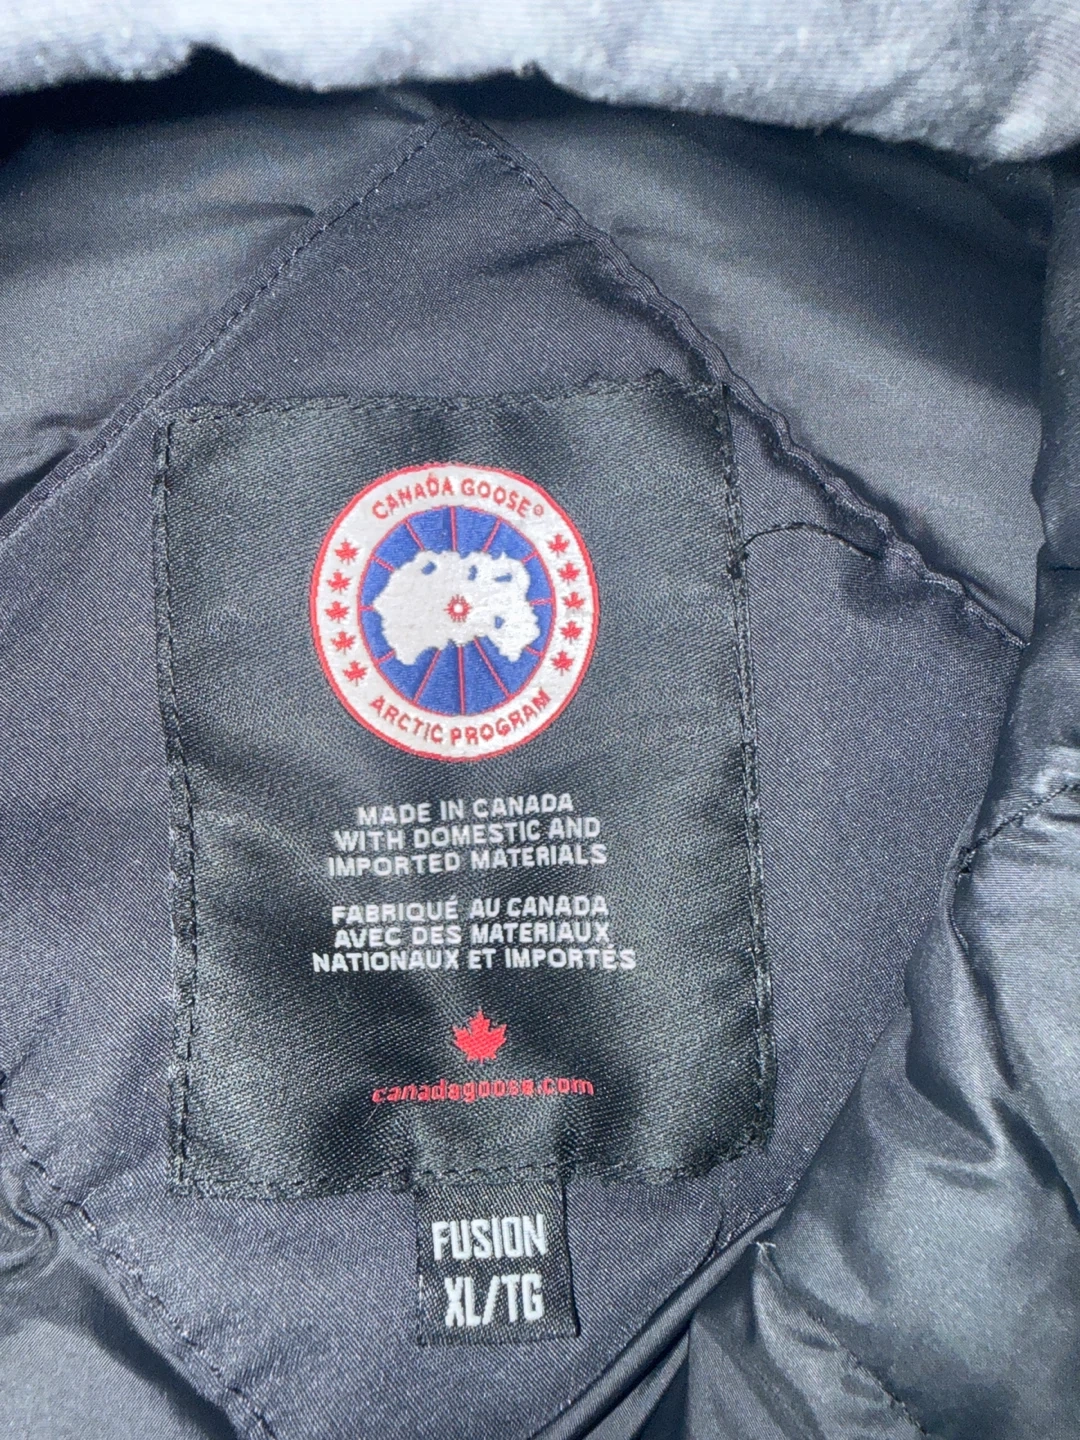 CANADA GOOSE®
ARCTIC PROGRAM
MADE IN CANADA
WITH DOMESTIC AND
IMPORTED MATERIALS
FABRIQUÉ AU CANADA
AVEC DES MATERIAUX
NATIONAUX ET IMPORTÉS
canadagoose.com
FUSION
XL/TG